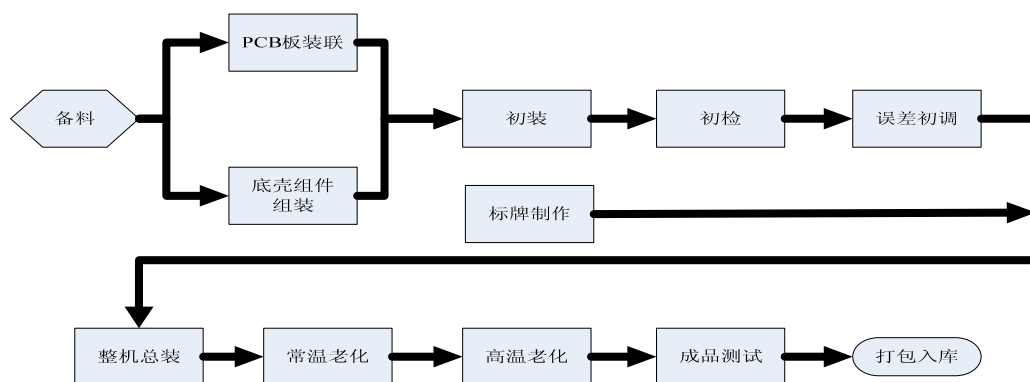 PCB板装联
备料
初装
初检
误差初调
底壳组件
组装
标牌制作
整机总装
常温老化
高温老化
成品测试
打包入库